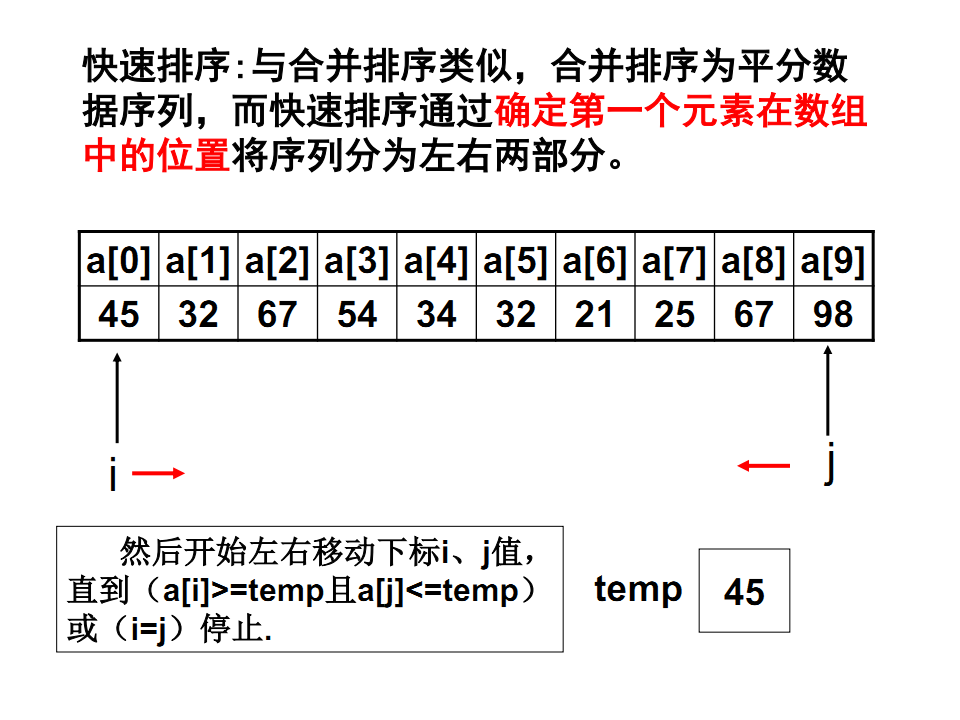 快速排序:与合并排序类似，合并排序为平分数
据序列，而快速排序通过确定第一个元素在数组
中的位置将序列分为左右两部分。
a[0] a[1] a[2] a[3] a[4] a[5] a[6] a[7] a[8] a[9]
45 32 67 54 34 32 21 25 67 98
i
j
然后开始左右移动下标i、j值，
直到（a[i]>=temp且a[j]<=temp）
或（i=j）停止.
temp 45